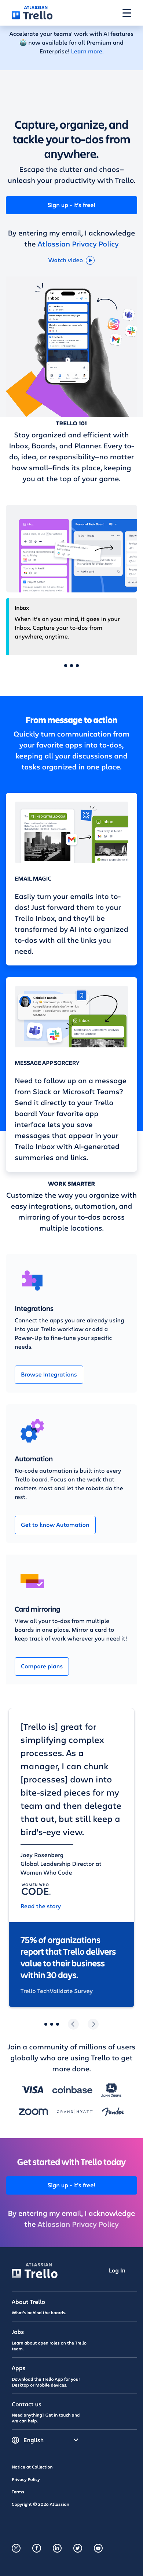 ATLASSIAN
Trello
Accelerate your teams' work with AI features
🤖 now available for all Premium and
Enterprise! Learn more.
Capture, organize, and
tackle your to-dos from
anywhere.
Escape the clutter and chaos—
unleash your productivity with Trello.
Sign up - it's free!
By entering my email, I acknowledge
the Atlassian Privacy Policy
Watch video
Inbox
TRELLO 101
Stay organized and efficient with
Inbox, Boards, and Planner. Every to-
do, idea, or responsibility—no matter
how small—finds its place, keeping
you at the top of your game.
Inbox
When it's on your mind, it goes in your
Inbox. Capture your to-dos from
anywhere, anytime.
From message to action
Quickly turn communication from
your favorite apps into to-dos,
keeping all your discussions and
tasks organized in one place.
Inbox
EMAIL MAGIC
Easily turn your emails into to-
dos! Just forward them to your
Trello Inbox, and they'll be
transformed by AI into organized
to-dos with all the links you
need.
Inbox
MESSAGE APP SORCERY
Need to follow up on a message
from Slack or Microsoft Teams?
Send it directly to your Trello
board! Your favorite app
interface lets you save
messages that appear in your
Trello Inbox with AI-generated
summaries and links.
WORK SMARTER
Customize the way you organize with
easy integrations, automation, and
mirroring of your to-dos across
multiple locations.
Integrations
Connect the apps you are already using
into your Trello workflow or add a
Power-Up to fine-tune your specific
needs.
Browse Integrations
Automation
No-code automation is built into every
Trello board. Focus on the work that
matters most and let the robots do the
rest.
Get to know Automation
Card mirroring
View all your to-dos from multiple
boards in one place. Mirror a card to
keep track of work wherever you need it!
Compare plans
[Trello is] great for
simplifying complex
processes. As a
manager, I can chunk
[processes] down into
bite-sized pieces for my
team and then delegate
that out, but still keep a
bird's-eye view.
Joey Rosenberg
Global Leadership Director at
Women Who Code
WOMEN WHO
CODE
Read the story
75% of organizations
report that Trello delivers
value to their business
within 30 days.
Trello TechValidate Survey
Join a community of millions of users
globally who are using Trello to get
more done.
VISA
coinbase
JOHN DEERE
zoom
GRAND HYATT
Fender
Get started with Trello today
Sign up - it's free!
By entering my email, I acknowledge
the Atlassian Privacy Policy
ATLASSIAN
Trello
Log In
About Trello
What's behind the boards.
Jobs
Learn about open roles on the Trello
team.
Apps
Download the Trello App for your
Desktop or Mobile devices.
Contact us
Need anything? Get in touch and
we can help.
English
Notice at Collection
Privacy Policy
Terms
Copyright © 2024 Atlassian